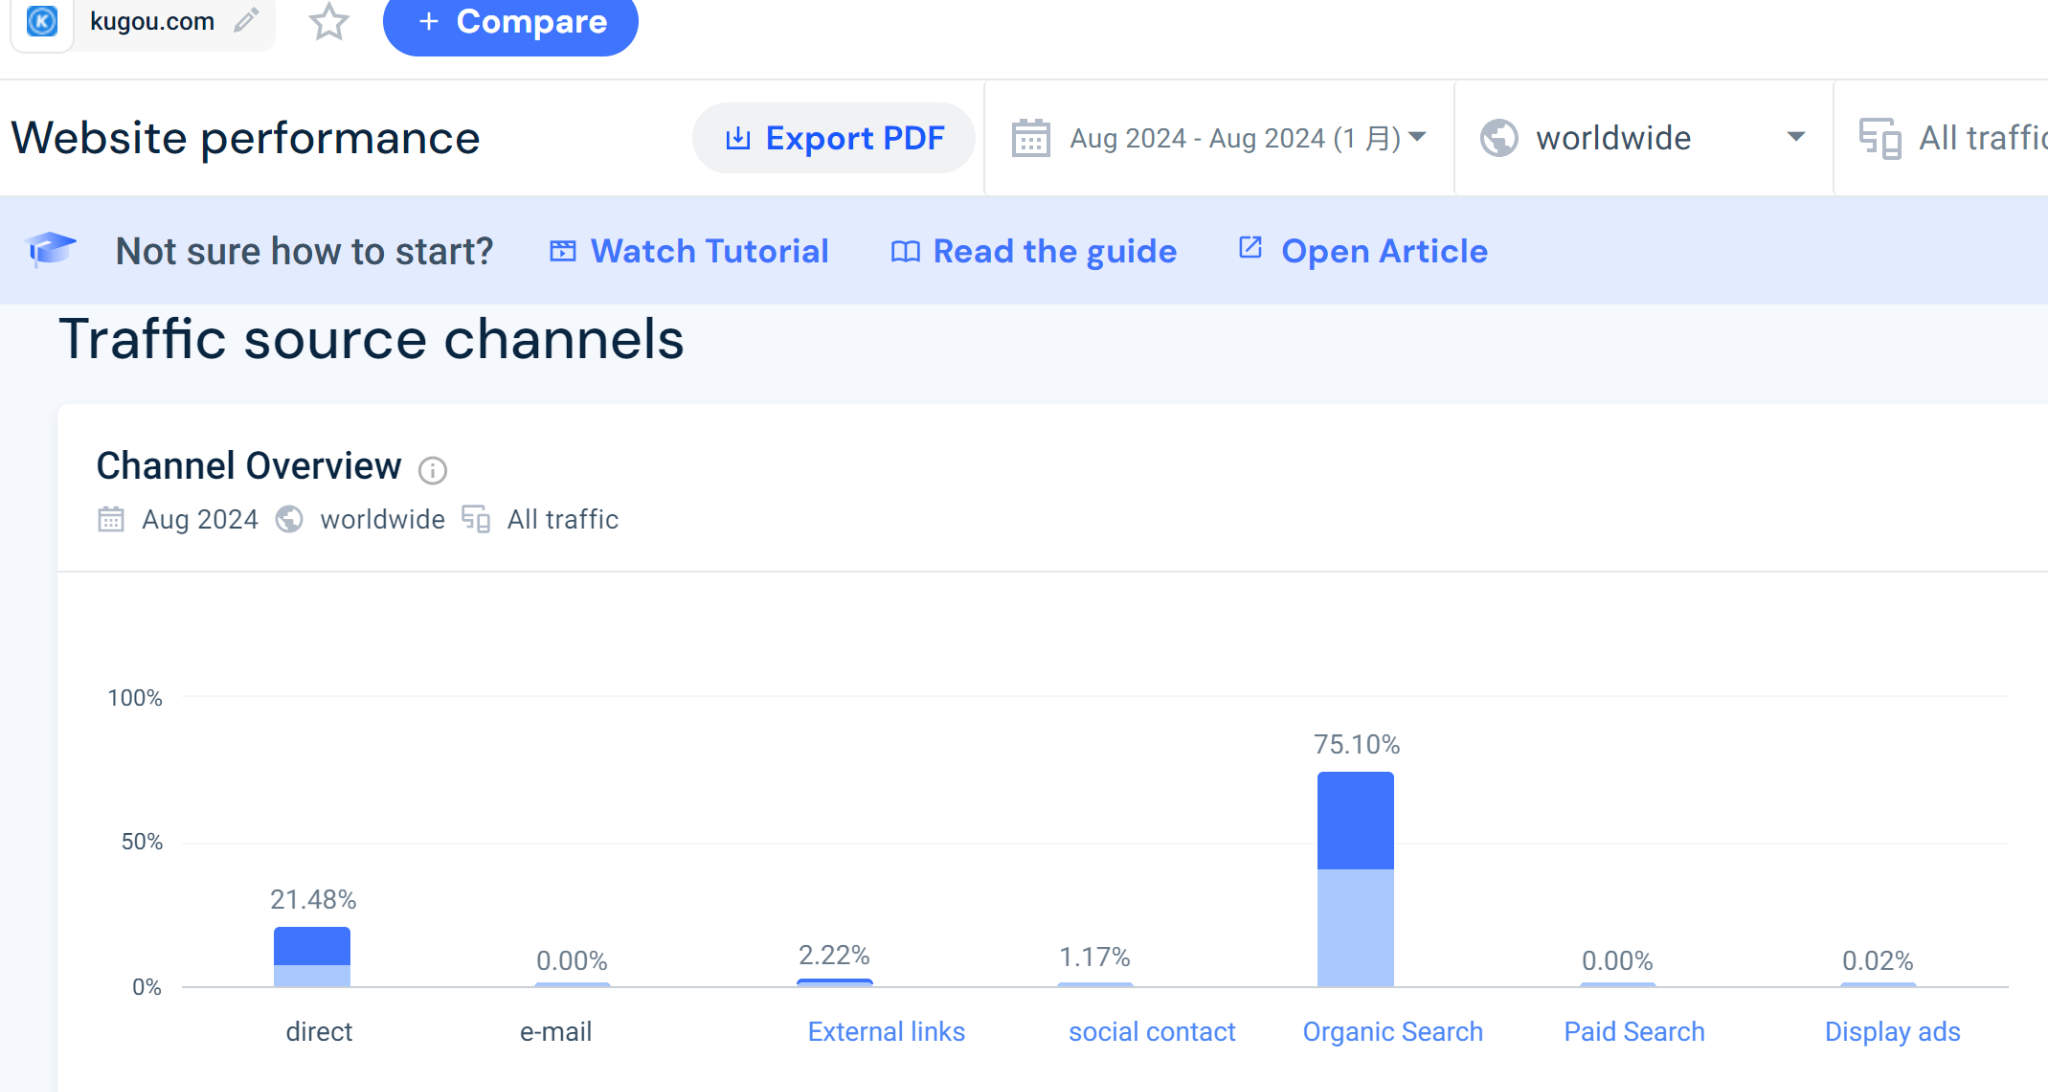 kugou.com
+ Compare
Website performance
Export PDF
Aug 2024 - Aug 2024 (1 月)
worldwide
All traffic
Not sure how to start?
Watch Tutorial
Read the guide
Open Article
Traffic source channels
Channel Overview
Aug 2024 worldwide All traffic
100%
50%
0%
21.48%
0.00%
2.22%
1.17%
75.10%
0.00%
0.02%
direct
e-mail
External links
social contact
Organic Search
Paid Search
Display ads